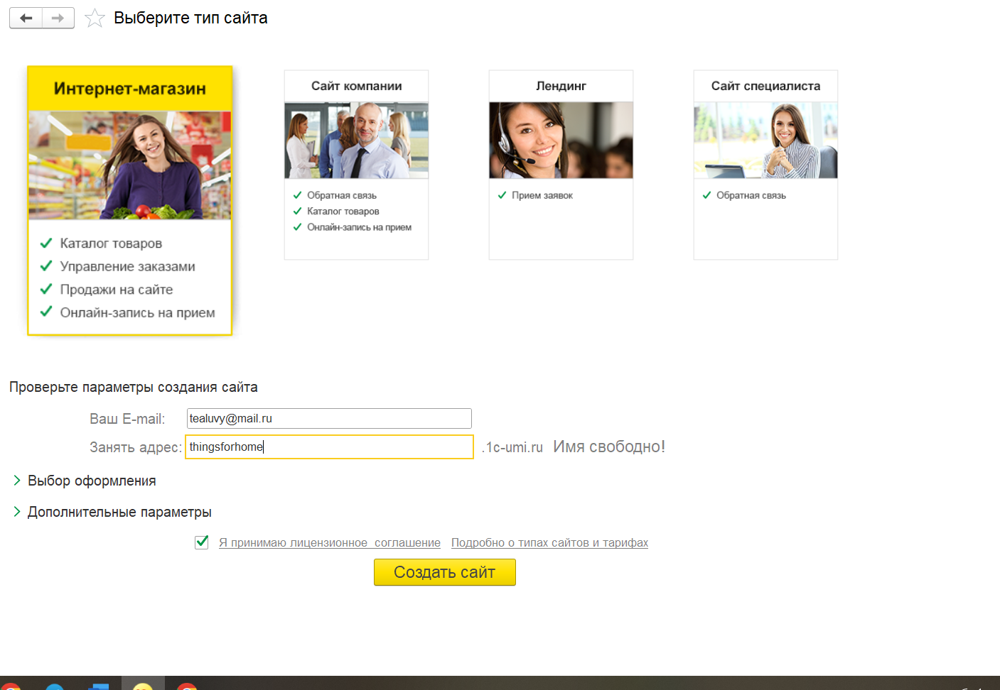 Выберите тип сайта
Интернет-магазин
Каталог товаров
Управление заказами
Продажи на сайте
Онлайн-запись на прием
Сайт компании
Обратная связь
Каталог товаров
Онлайн-запись на прием
Лендинг
Прием заявок
Сайт специалиста
Обратная связь
Проверьте параметры создания сайта
Ваш E-mail: tealuvy@mail.ru
Занять адрес: thingsforhome .1c-umi.ru Имя свободно!
Выбор оформления
Дополнительные параметры
Я принимаю лицензионное соглашение Подробно о типах сайтов и тарифах
Создать сайт